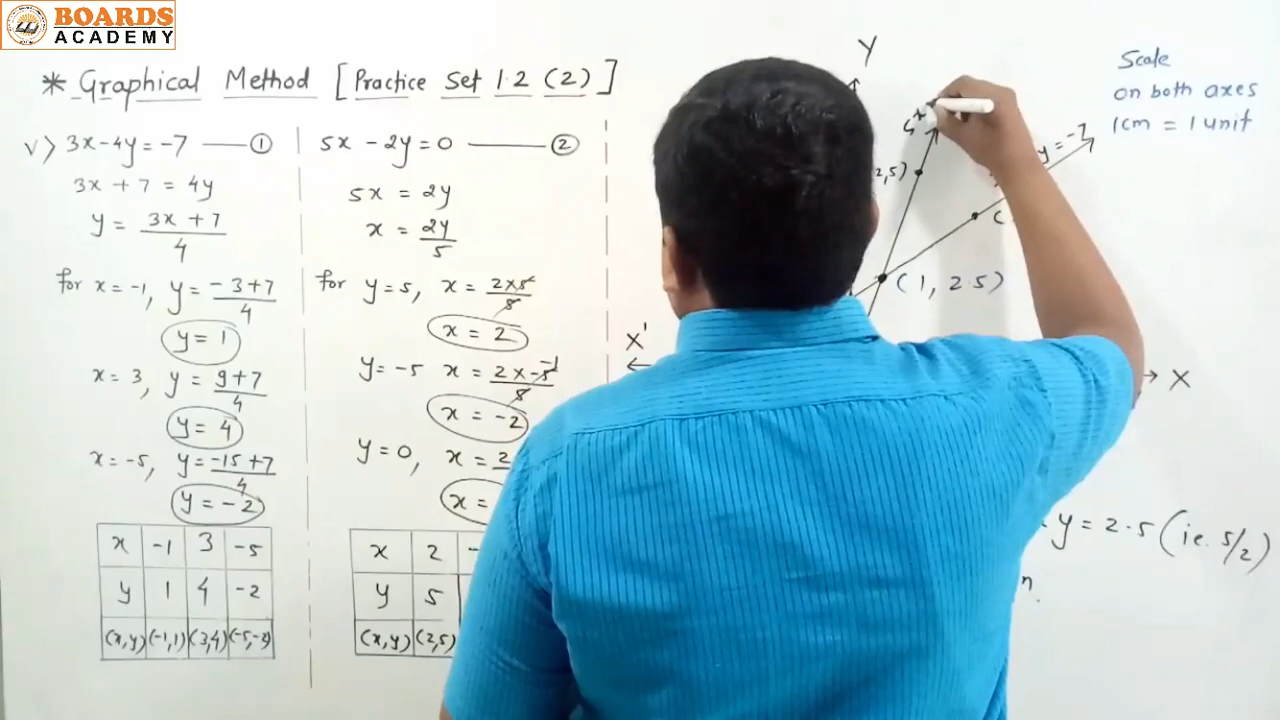 BOARDS
ACADEMY
* Graphical Method [Practice Set 1.2 (2)]
v) 3x-4y = -7 — ①
3x + 7 = 4y
y = 3x + 7 / 4
for x = -1, y = -3+7 / 4
y = 1
x = 3, y = 9+7 / 4
y = 4
x = -5, y = -15+7 / 4
y = -2
x -1 3 -5
y 1 4 -2
(x,y) (-1,1) (3,4) (-5,-2)
5x - 2y = 0 — ②
5x = 2y
x = 2y / 5
for y = 5, x = 2x5 / 5
x = 2
y = -5 x = 2x-5 / 5 -1
x = -2
y = 0, x = 2
x =
x 2 -
y 5
(x,y) (2,5)
Y
2,5)
y = -7
(1, 2.5)
X'
X
Scale
on both axes
1cm = 1 unit
y = 2.5 (ie. 5/2)
n.